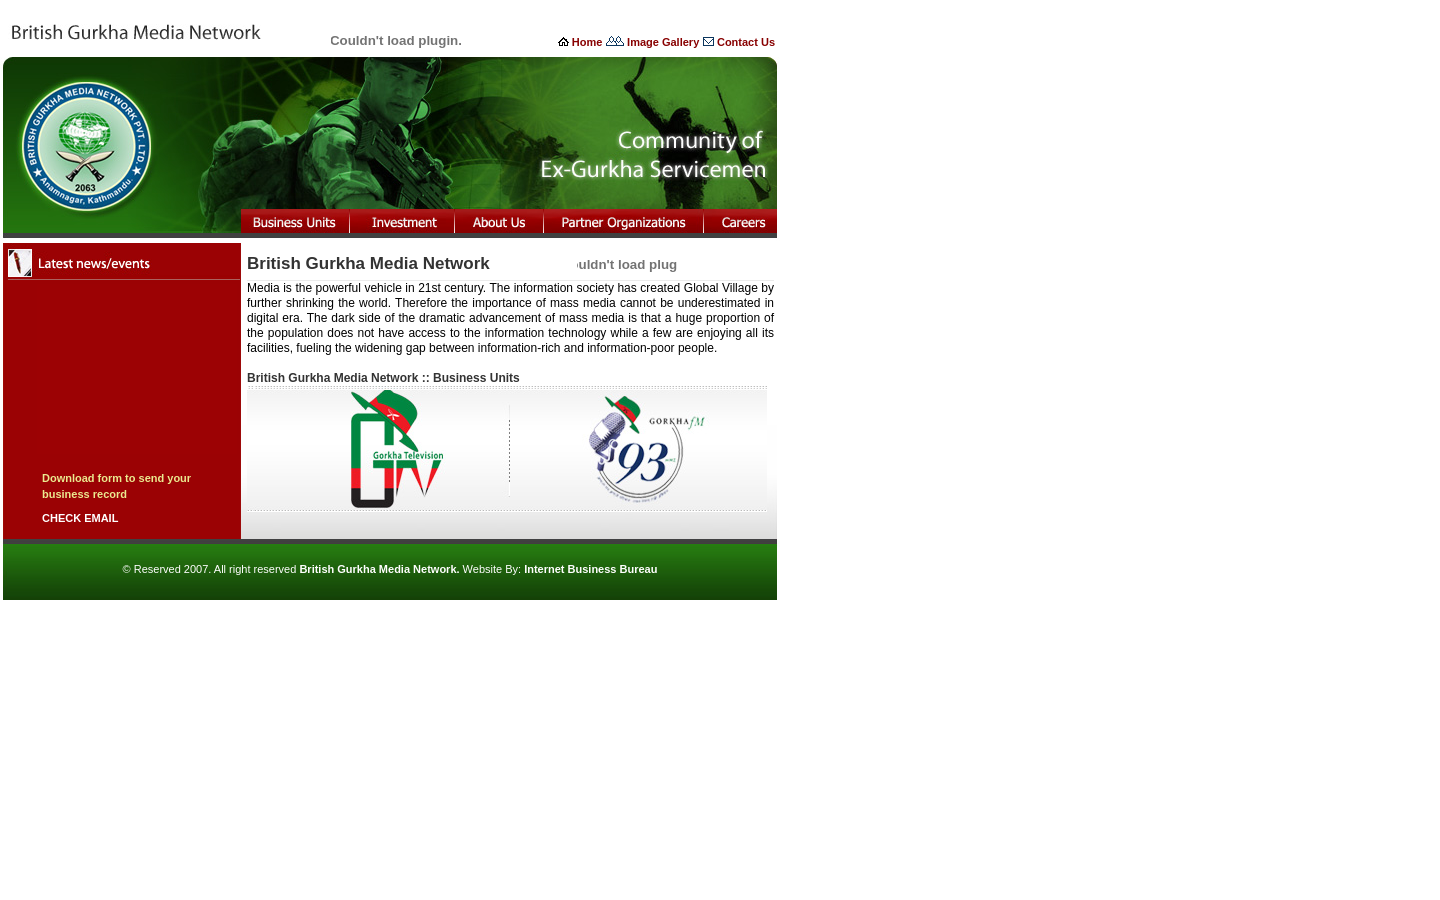 British Gurkha Media Network
Couldn't load plugin.
Home Image Gallery Contact Us
BRITISH GURKHA MEDIA NETWORK PVT. LTD.
2063
Anamnagar, Kathmandu.
Community of
Ex-Gurkha Servicemen
Business Units Investment About Us Partner Organizations Careers
Latest news/events
British Gurkha Media Network
ouldn't load plug
Media is the powerful vehicle in 21st century. The information society has created Global Village by
further shrinking the world. Therefore the importance of mass media cannot be underestimated in
digital era. The dark side of the dramatic advancement of mass media is that a huge proportion of
the population does not have access to the information technology while a few are enjoying all its
facilities, fueling the widening gap between information-rich and information-poor people.
British Gurkha Media Network :: Business Units
Gorkha Television
GORKHA fM
93
Download form to send your
business record
CHECK EMAIL
© Reserved 2007. All right reserved British Gurkha Media Network. Website By: Internet Business Bureau